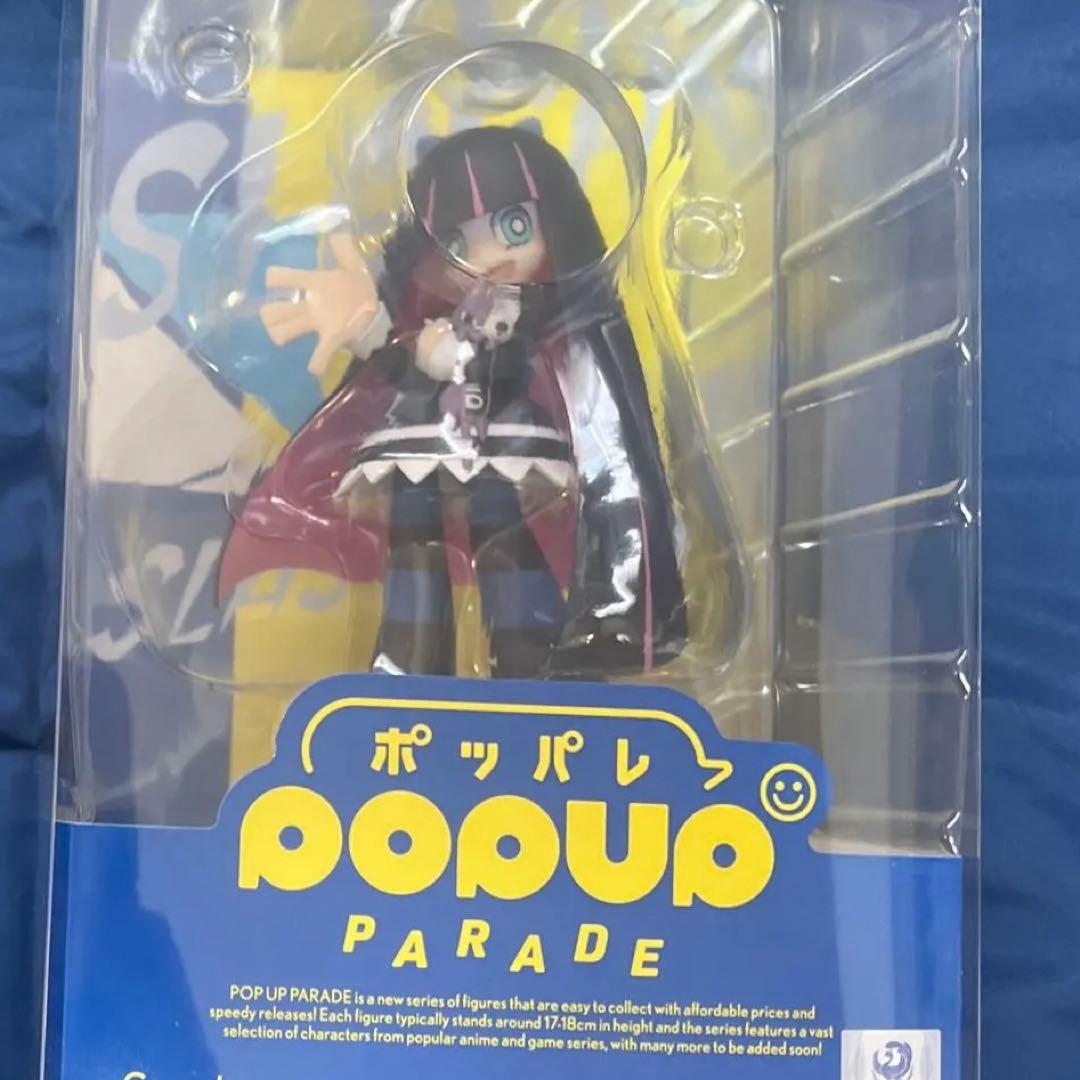 ポッパレ
POPUP
PARADE
POP UP PARADE is a new series of figures that are easy to collect with affordable prices and
speedy releases! Each figure typically stands around 17-18cm in height and the series features a vast
selection of characters from popular anime and game series, with many more to be added soon!